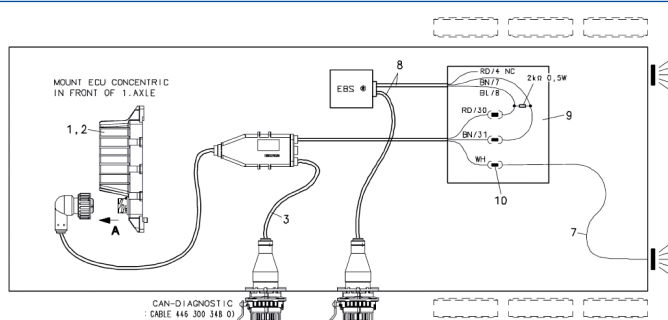 MOUNT ECU CONCENTRIC
IN FRONT OF 1.AXLE
1,2
A
3
EBS
8
RD/4 NC
BN/7
BL/8
2kΩ 0,5W
RD/30
BN/31
WH
9
10
7
CAN-DIAGNOSTIC
: CABLE 446 300 348 0)